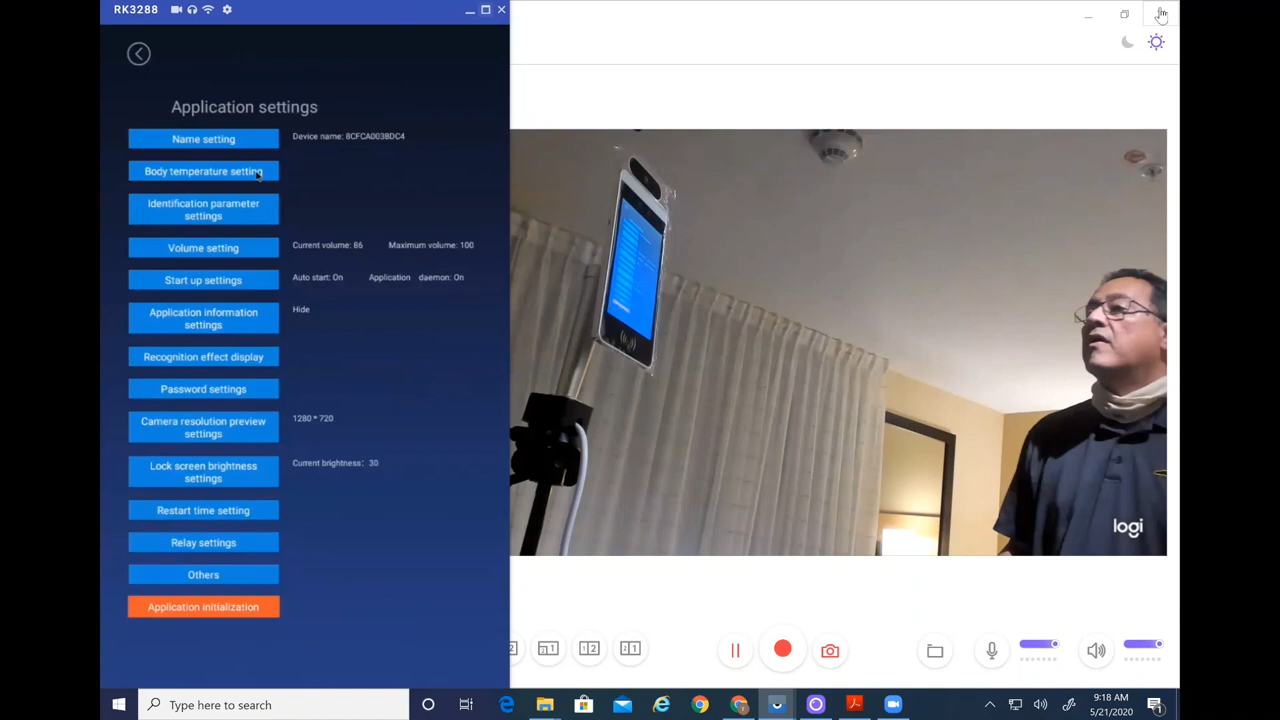 RK3288
Application settings
Name setting
Device name: 8CFCA0038DC4
Body temperature setting
Identification parameter
settings
Volume setting
Current volume: 86 Maximum volume: 100
Start up settings
Auto start: On Application daemon: On
Application information
settings
Hide
Recognition effect display
Password settings
Camera resolution preview
settings
1280 * 720
Lock screen brightness
settings
Current brightness: 30
Restart time setting
Relay settings
Others
Application initialization
logi
Type here to search
9:18 AM
5/21/2020